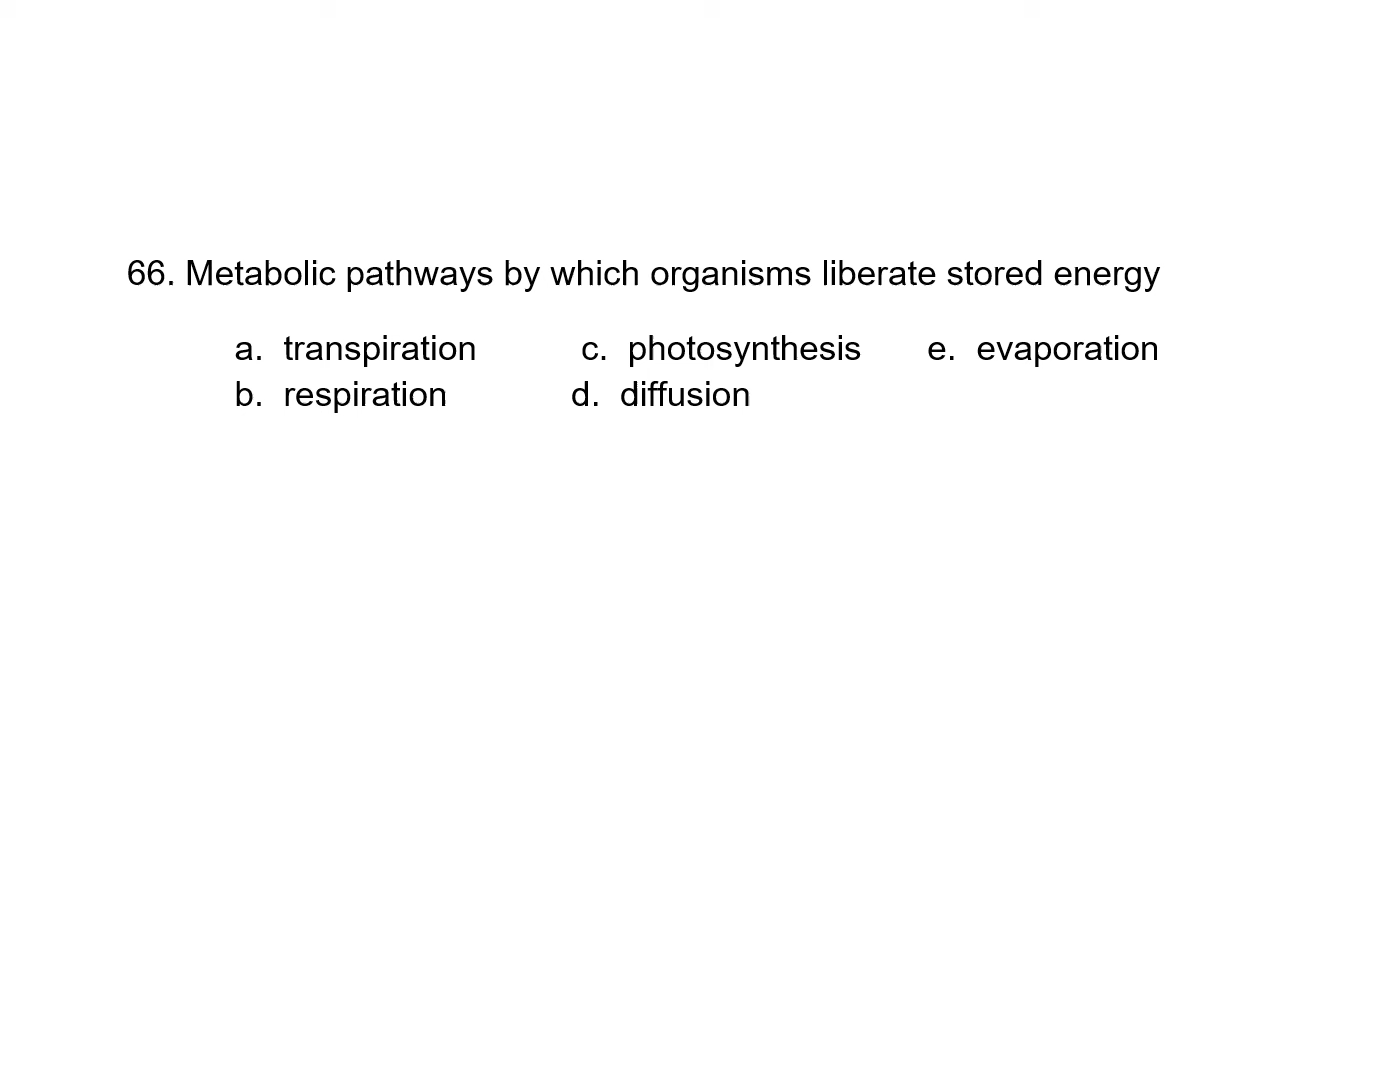 66. Metabolic pathways by which organisms liberate stored energy
a. transpiration c. photosynthesis e. evaporation
b. respiration d. diffusion